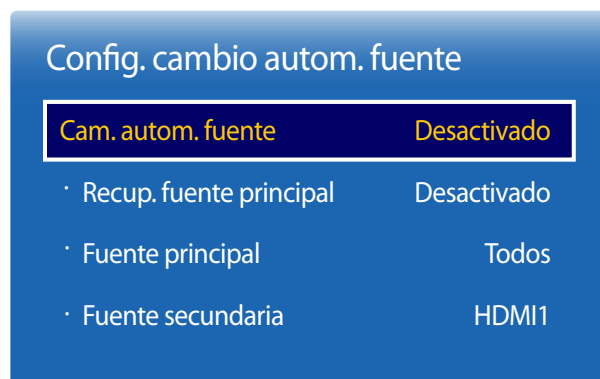 Config. cambio autom. fuente
Cam. autom. fuente Desactivado
· Recup. fuente principal Desactivado
· Fuente principal Todos
· Fuente secundaria HDMI1